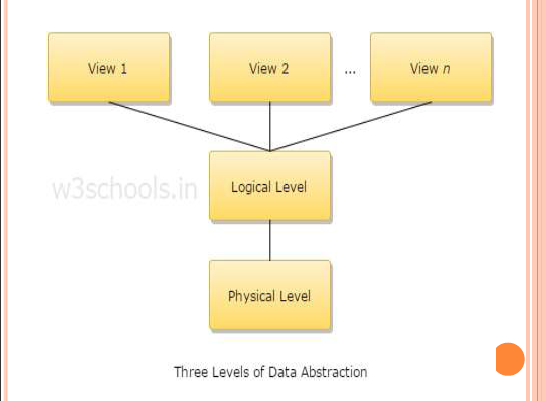 View 1 View 2 ... View n
w3schools.in
Logical Level
Physical Level
Three Levels of Data Abstraction